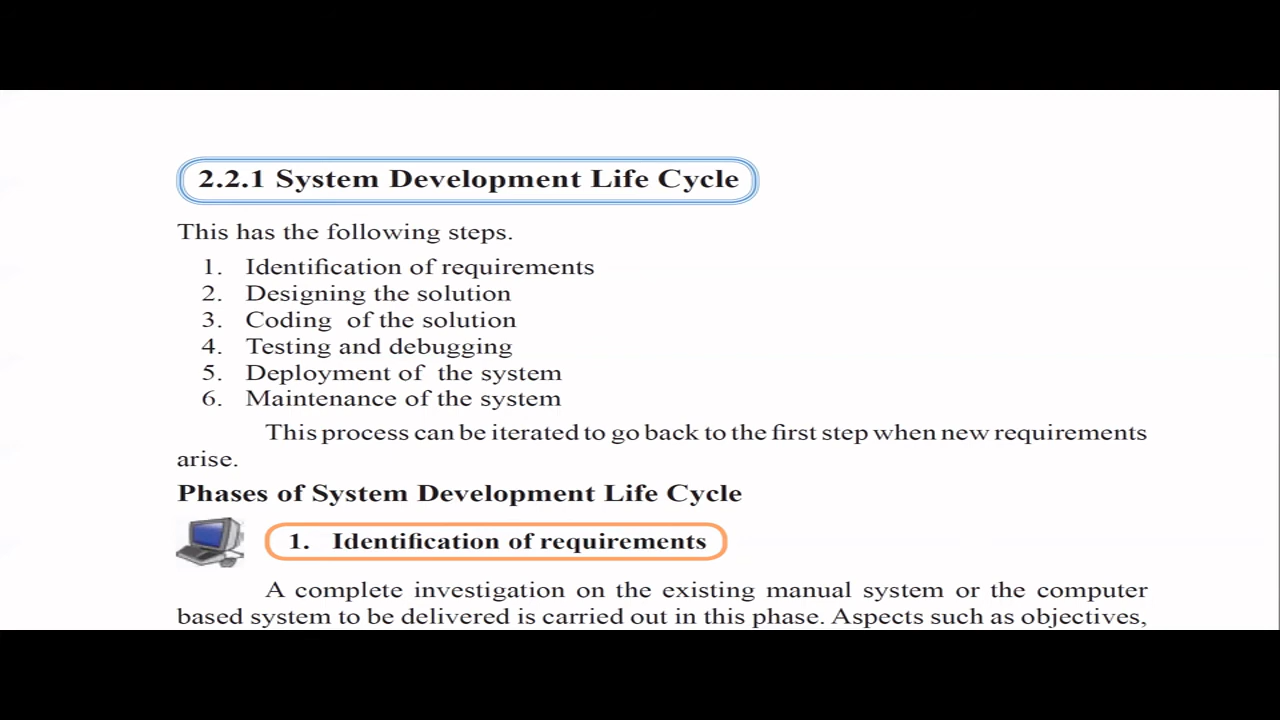 2.2.1 System Development Life Cycle
This has the following steps.
1. Identification of requirements
2. Designing the solution
3. Coding of the solution
4. Testing and debugging
5. Deployment of the system
6. Maintenance of the system
This process can be iterated to go back to the first step when new requirements
arise.
Phases of System Development Life Cycle
1. Identification of requirements
A complete investigation on the existing manual system or the computer
based system to be delivered is carried out in this phase. Aspects such as objectives,